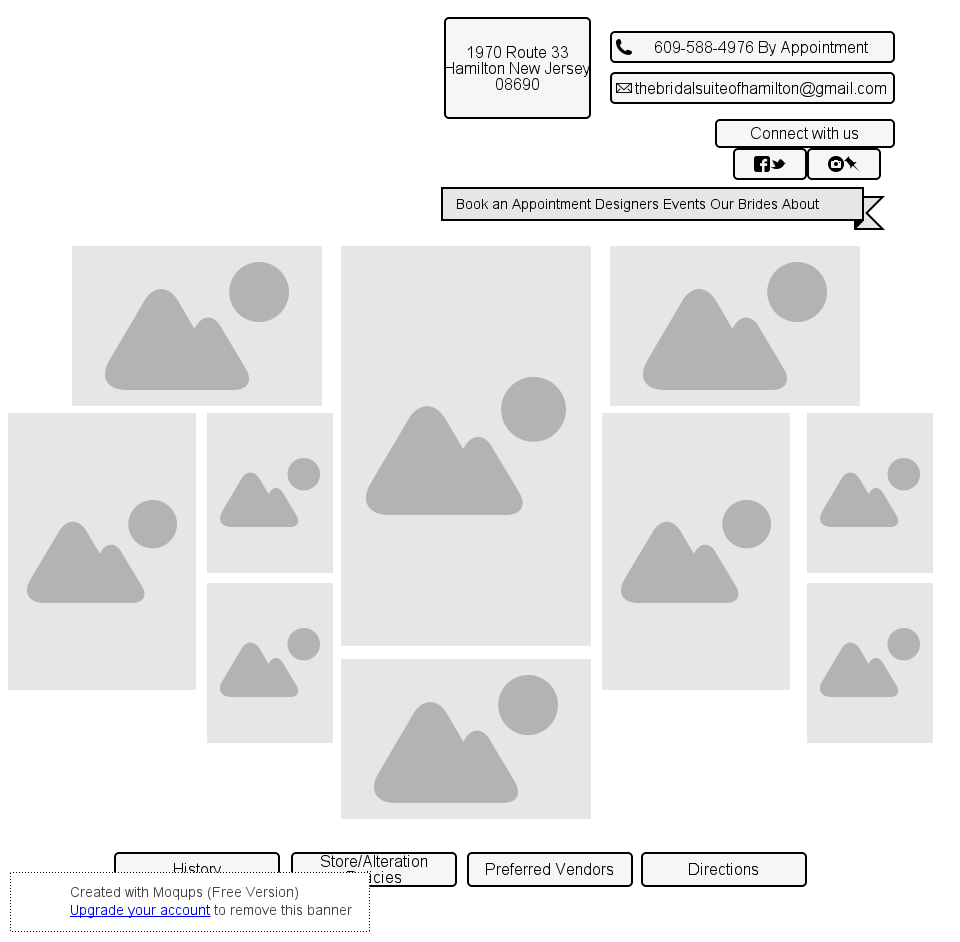 1970 Route 33
Hamilton New Jersey
08690
609-588-4976 By Appointment
thebridalsuiteofhamilton@gmail.com
Connect with us
Book an Appointment Designers Events Our Brides About
History
Store/Alteration
Preferred Vendors
Directions
Created with Moqups (Free Version)
Upgrade your account to remove this banner